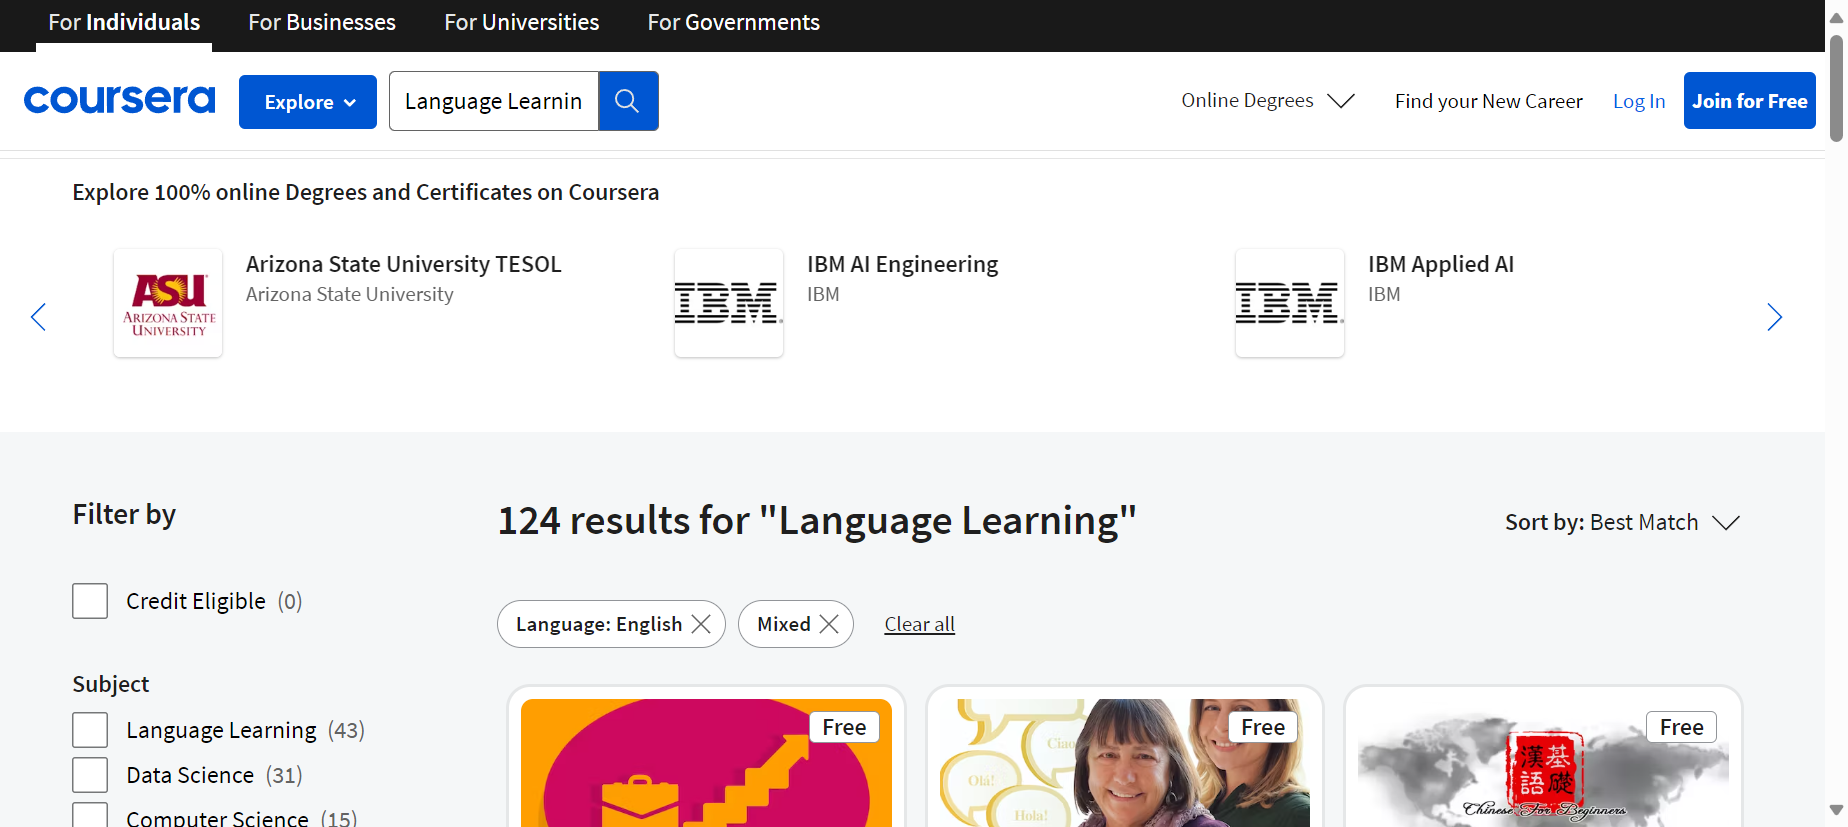 For Individuals
For Businesses
For Universities
For Governments
coursera
Explore
Language Learnin
Online Degrees
Find your New Career
Log In
Join for Free
Explore 100% online Degrees and Certificates on Coursera
ASU
ARIZONA STATE
UNIVERSITY
Arizona State University TESOL
Arizona State University
IBM
IBM AI Engineering
IBM
IBM
IBM Applied AI
IBM
Filter by
124 results for "Language Learning"
Sort by: Best Match
Credit Eligible (0)
Language: English
Mixed
Clear all
Subject
Language Learning (43)
Data Science (31)
Computer Science (15)
Free
Ciao
Olá!
Hola!
Free
Free
漢語
基礎
Chinese For Beginners